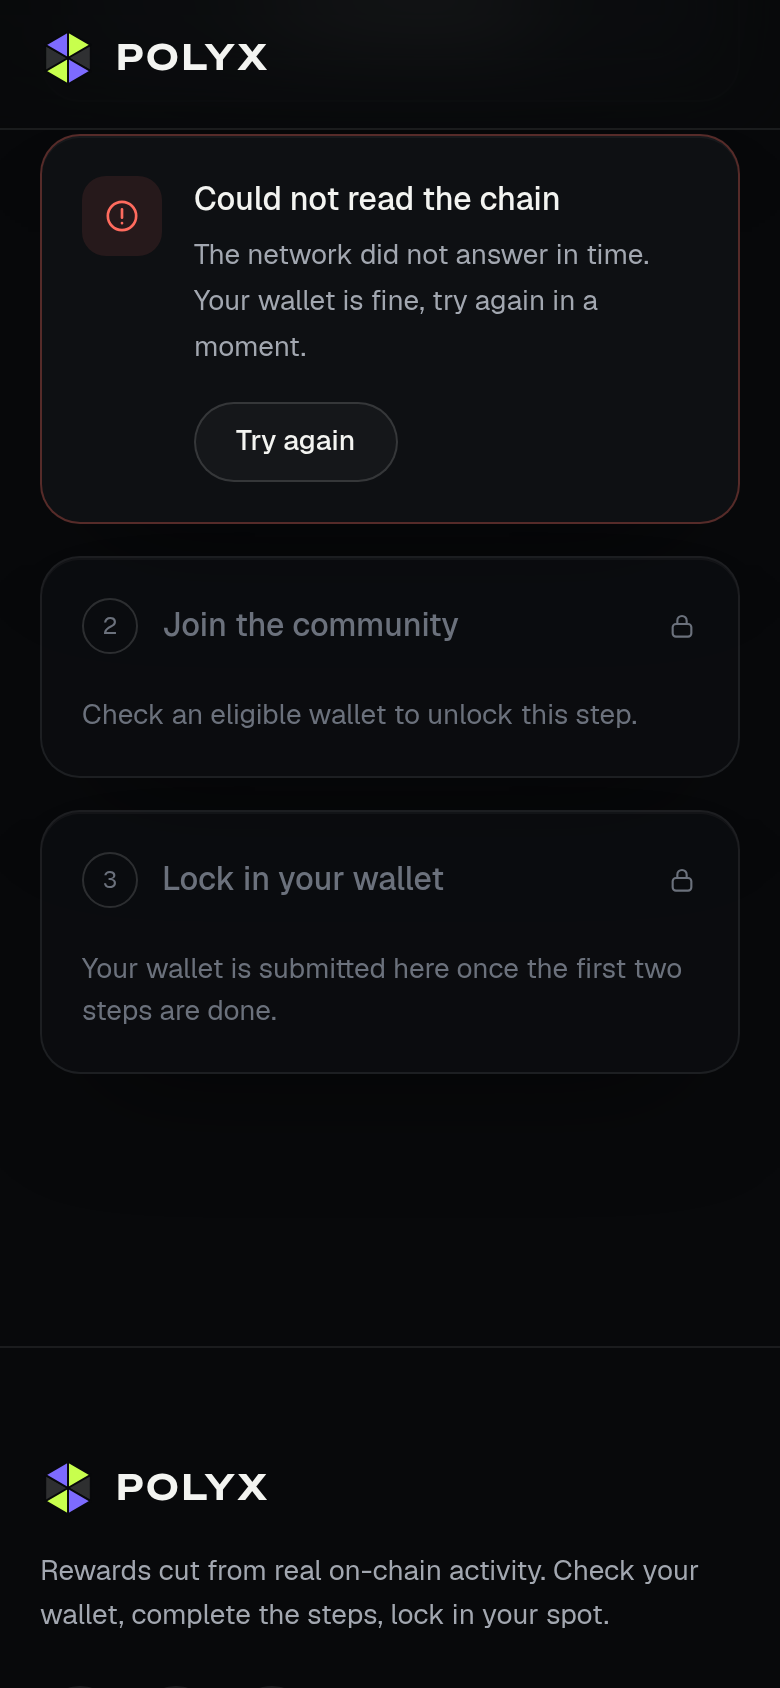 POLYX
Could not read the chain
The network did not answer in time.
Your wallet is fine, try again in a
moment.
Try again
2 Join the community
Check an eligible wallet to unlock this step.
3 Lock in your wallet
Your wallet is submitted here once the first two
steps are done.
POLYX
Rewards cut from real on-chain activity. Check your
wallet, complete the steps, lock in your spot.